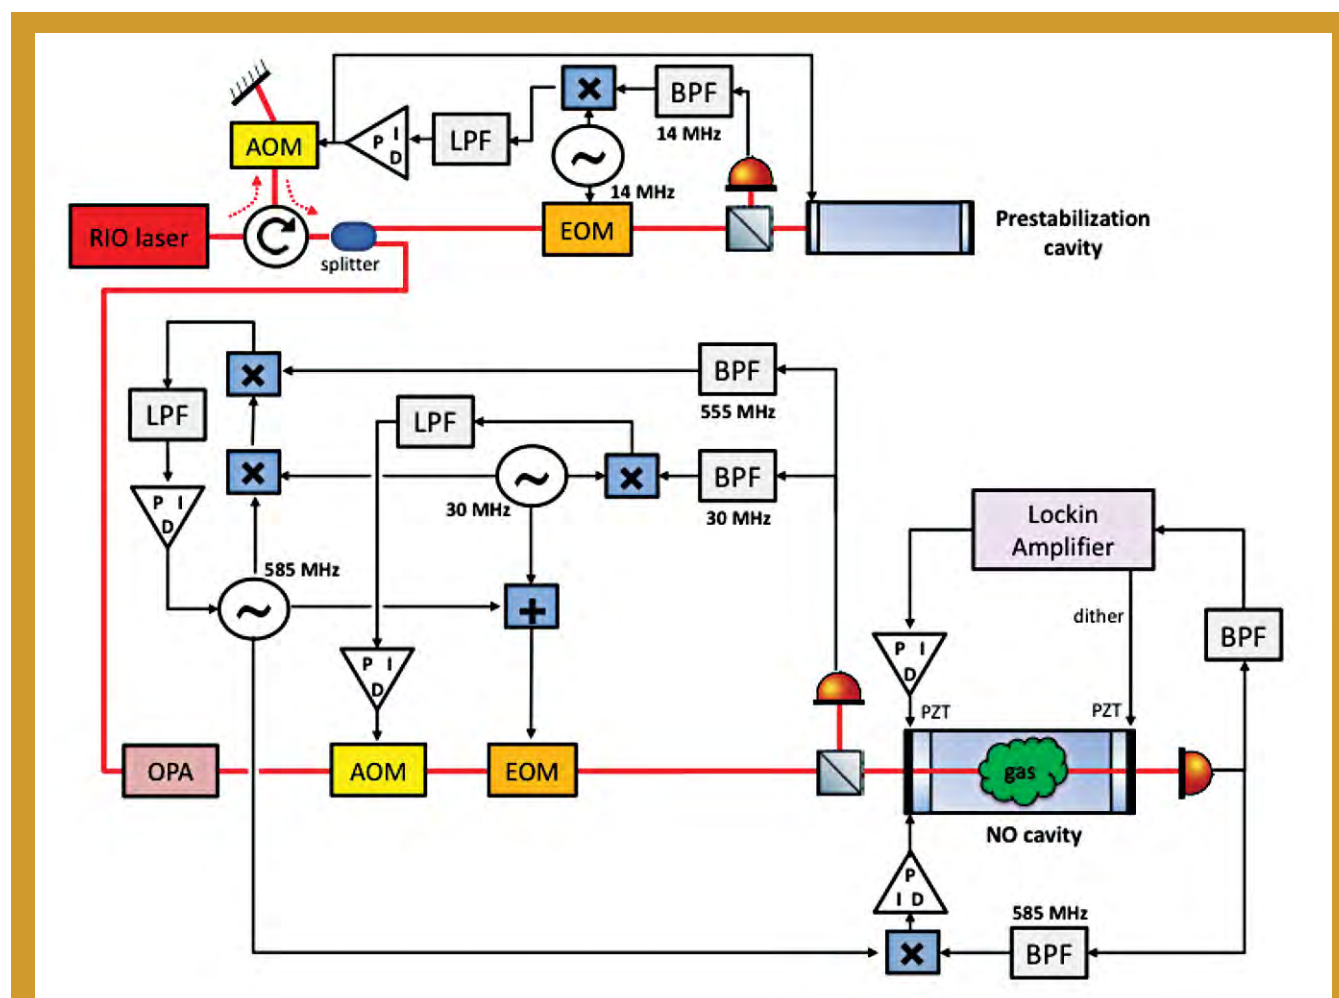 BPF
14 MHz
LPF
P I D
AOM
14 MHz
RIO laser
EOM
splitter
Prestabilization
cavity
BPF
555 MHz
LPF
LPF
BPF
30 MHz
30 MHz
P I
D
Lockin
Amplifier
585 MHz
dither
BPF
P I
D
P I
D
PZT
PZT
OPA
AOM
EOM
gas
NO cavity
P
I D
585 MHz
BPF